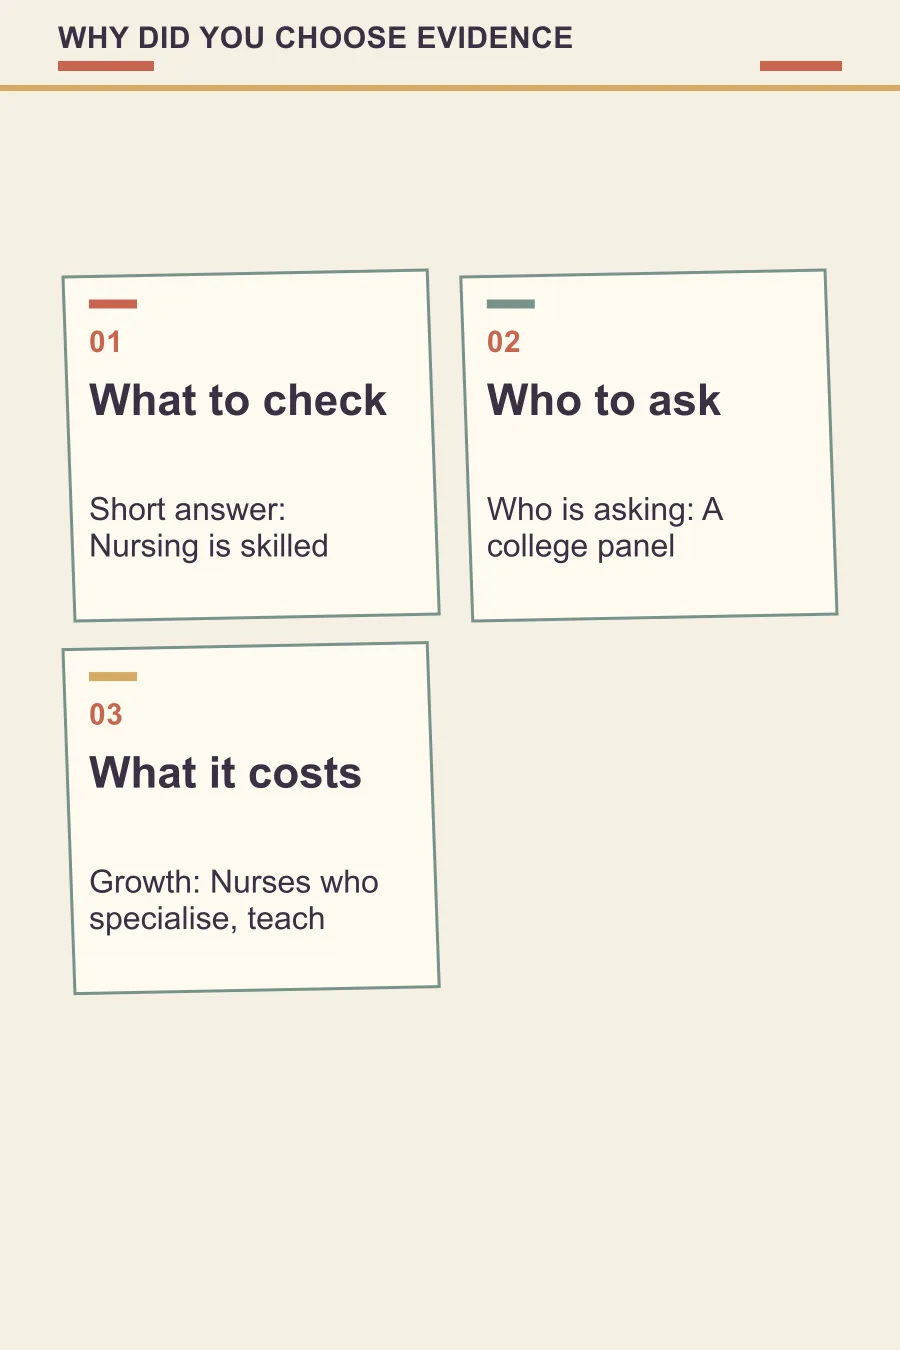 WHY DID YOU CHOOSE EVIDENCE
01
What to check
Short answer:
Nursing is skilled
02
Who to ask
Who is asking: A
college panel
03
What it costs
Growth: Nurses who
specialise, teach